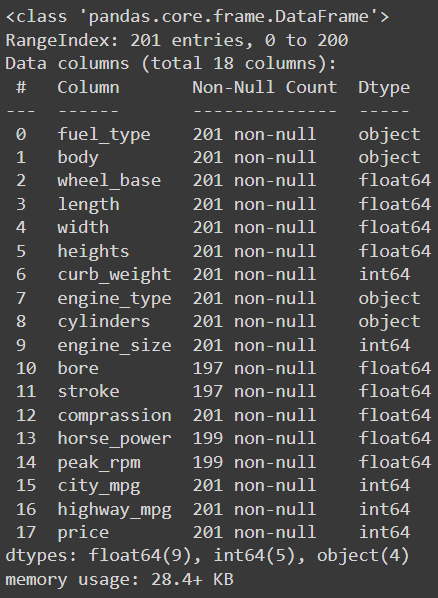 <class 'pandas.core.frame.DataFrame'>
RangeIndex: 201 entries, 0 to 200
Data columns (total 18 columns):
 #   Column       Non-Null Count  Dtype
---  ------       --------------  -----
 0   fuel_type    201 non-null    object
 1   body         201 non-null    object
 2   wheel_base   201 non-null    float64
 3   length       201 non-null    float64
 4   width        201 non-null    float64
 5   heights      201 non-null    float64
 6   curb_weight  201 non-null    int64
 7   engine_type  201 non-null    object
 8   cylinders    201 non-null    object
 9   engine_size  201 non-null    int64
 10  bore         197 non-null    float64
 11  stroke       197 non-null    float64
 12  comprassion  201 non-null    float64
 13  horse_power  199 non-null    float64
 14  peak_rpm     199 non-null    float64
 15  city_mpg     201 non-null    int64
 16  highway_mpg  201 non-null    int64
 17  price        201 non-null    int64
dtypes: float64(9), int64(5), object(4)
memory usage: 28.4+ KB